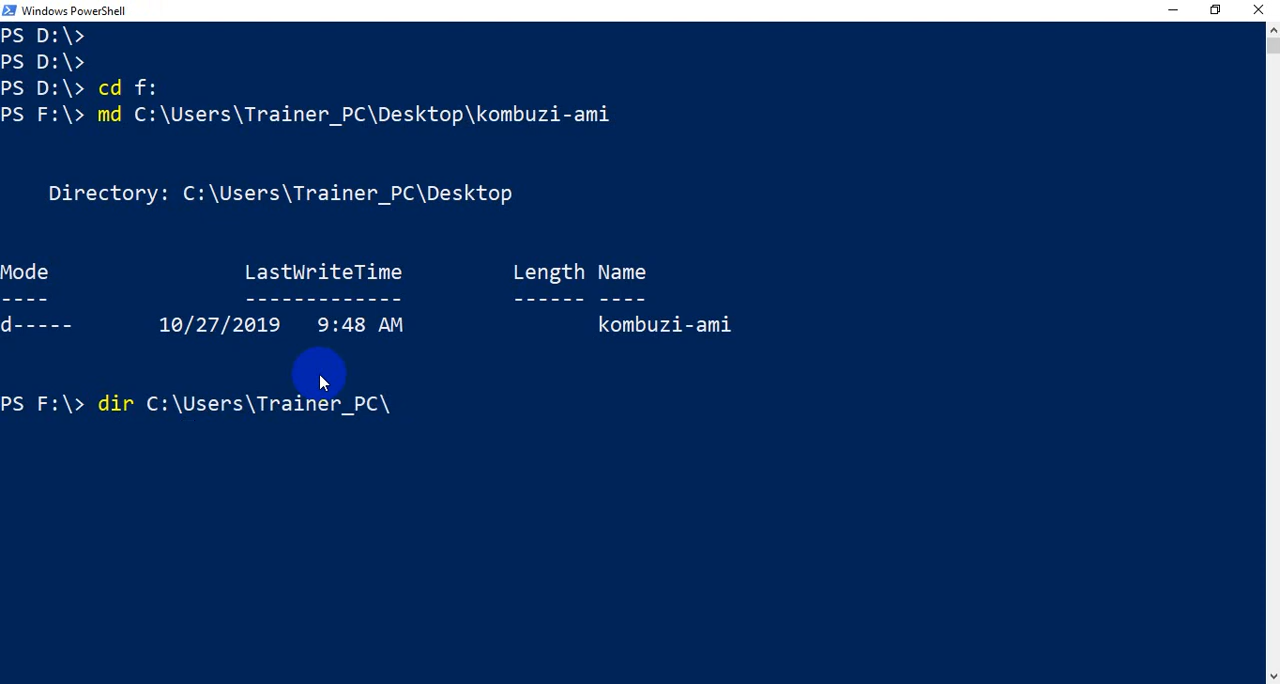 Windows PowerShell
PS D:\>
PS D:\>
PS D:\> cd f:
PS F:\> md C:\Users\Trainer_PC\Desktop\kombuzi-ami
Directory: C:\Users\Trainer_PC\Desktop
Mode LastWriteTime Length Name
---- ------------- ------ ----
d----- 10/27/2019 9:48 AM kombuzi-ami
PS F:\> dir C:\Users\Trainer_PC\